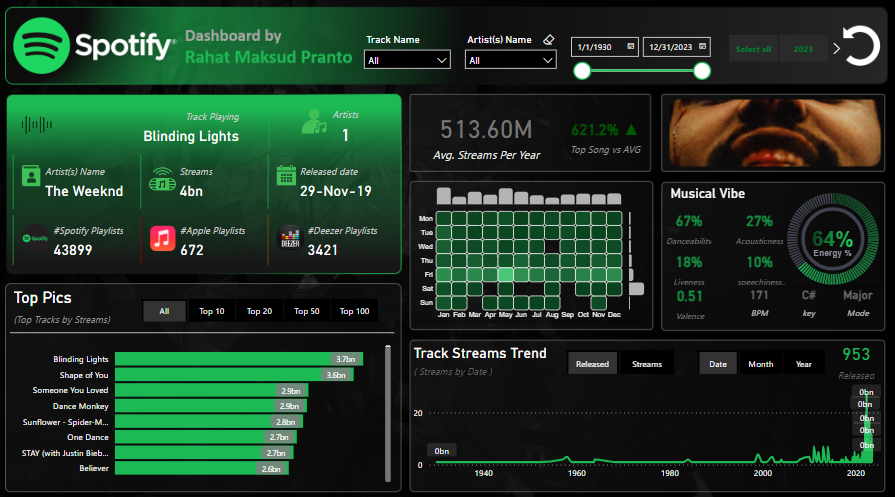 Spotify
Dashboard by
Rahat Maksud Pranto
Track Name
All
Artist(s) Name
All
1/1/1930
12/31/2023
Select all
2023
Track Playing
Blinding Lights
Artists
1
Artist(s) Name
The Weeknd
Streams
4bn
Released date
29-Nov-19
Spotify
#Spotify Playlists
43899
#Apple Playlists
672
DEEZER
#Deezer Playlists
3421
513.60M
Avg. Streams Per Year
621.2%
Top Song vs AVG
Mon
Tue
Wed
Thu
Fri
Sat
Sun
Jan Feb Mar Apr May Jun Jul Aug Sep Oct Nov Dec
Musical Vibe
67%
Danceability
27%
Acousticness
18%
Liveness
10%
speechiness..
0.51
Valence
171
BPM
C#
key
Major
Mode
64%
Energy %
Top Pics
(Top Tracks by Streams)
All
Top 10
Top 20
Top 50
Top 100
Blinding Lights 3.7bn
Shape of You 3.6bn
Someone You Loved 2.9bn
Dance Monkey 2.9bn
Sunflower - Spider-M... 2.8bn
One Dance 2.7bn
STAY (with Justin Bieb... 2.7bn
Believer 2.6bn
Track Streams Trend
( Streams by Date )
Released
Streams
Date
Month
Year
953
Released
20
0
0bn
0bn
0bn
0bn
0bn
0bn
1940 1960 1980 2000 2020